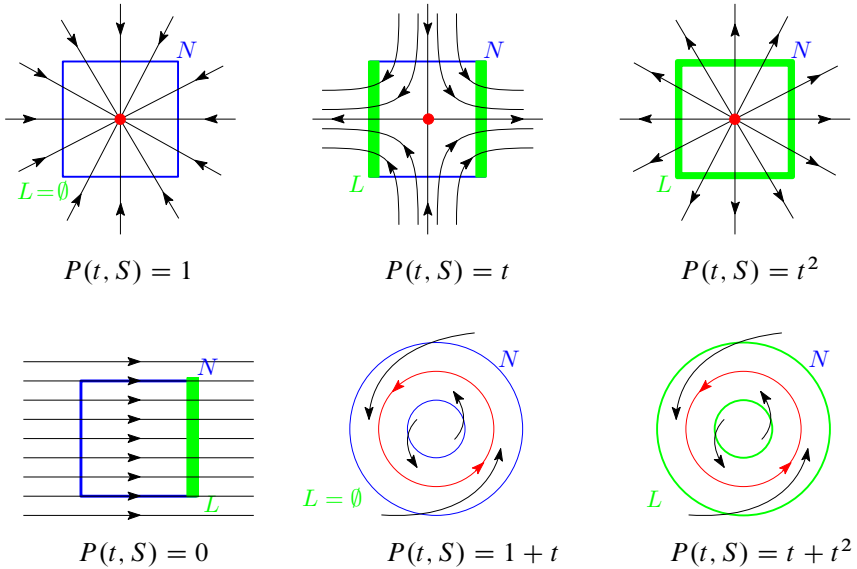 N
N
N
L = ∅
L
L
P(t, S) = 1
P(t, S) = t
P(t, S) = t²
N
N
N
L
L = ∅
L
P(t, S) = 0
P(t, S) = 1 + t
P(t, S) = t + t²